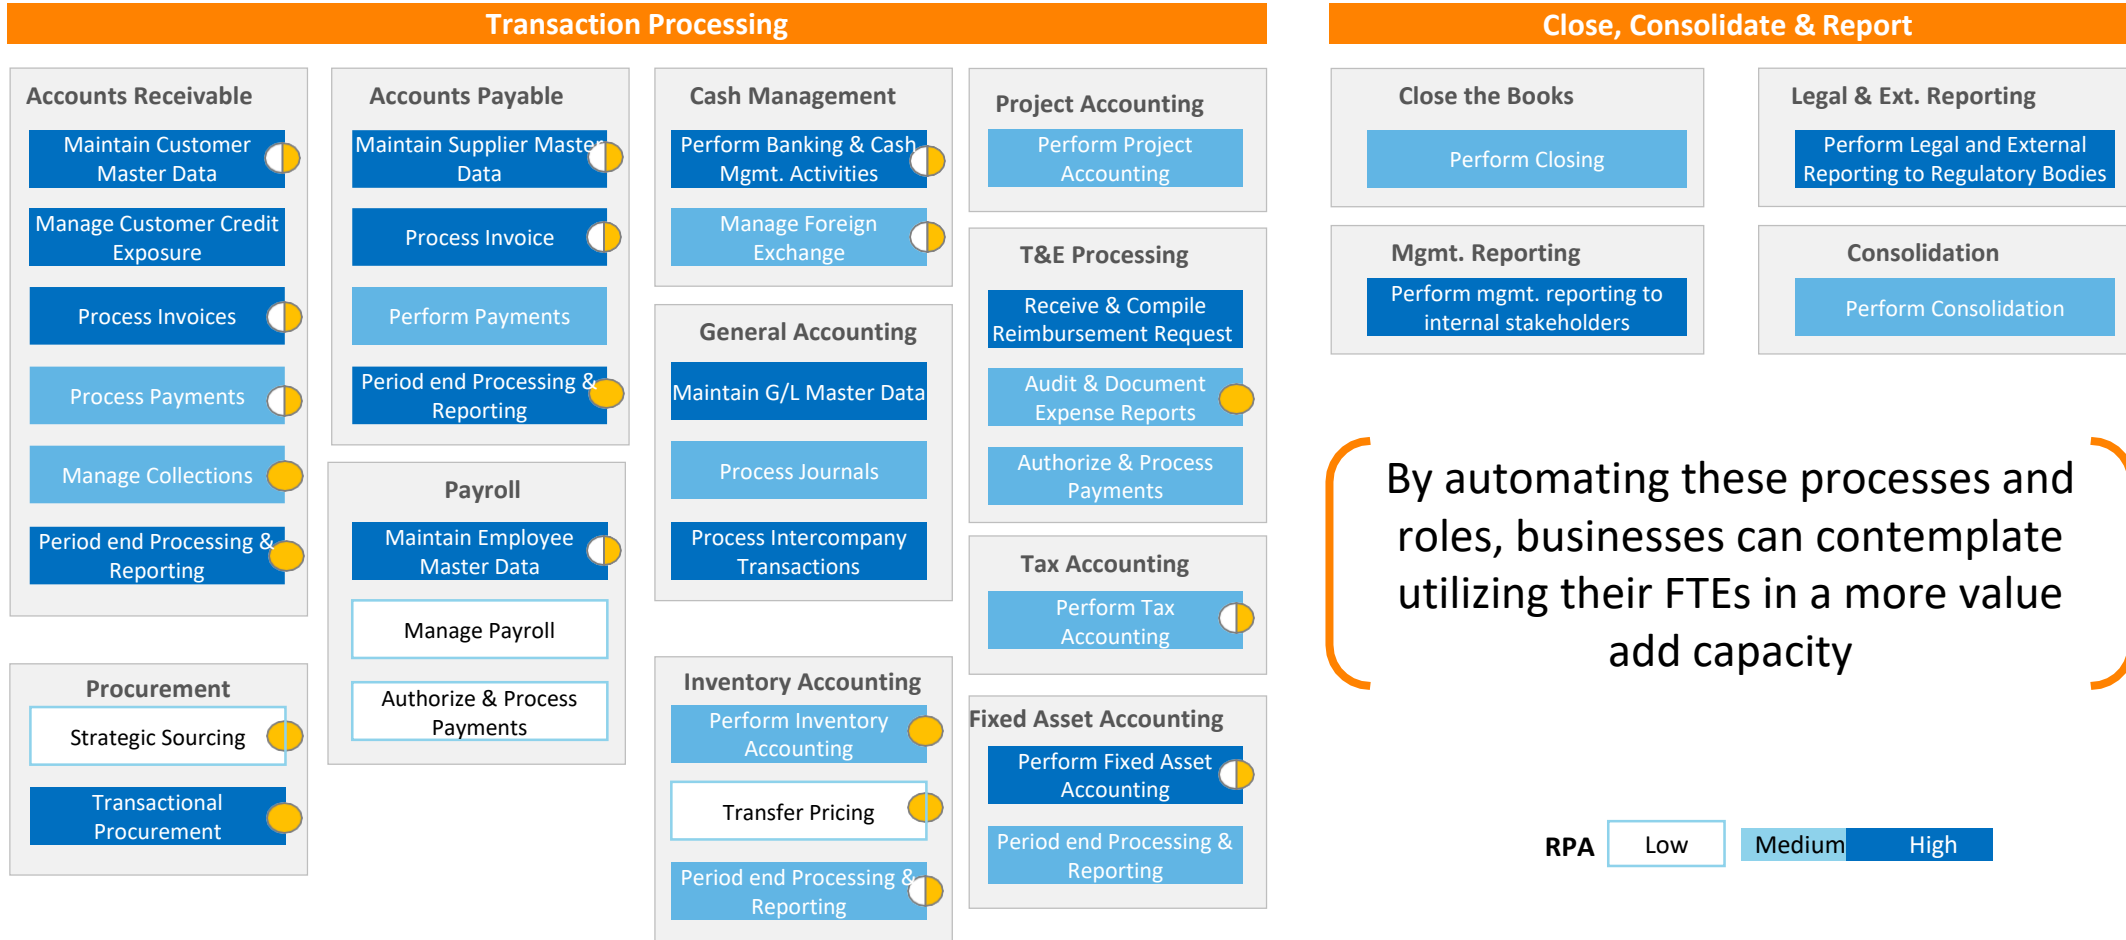 Transaction Processing
Accounts Receivable
Maintain Customer
Master Data
Manage Customer Credit
Exposure
Process Invoices
Process Payments
Manage Collections
Period end Processing &
Reporting
Procurement
Strategic Sourcing
Transactional
Procurement
Accounts Payable
Maintain Supplier Master
Data
Process Invoice
Perform Payments
Period end Processing &
Reporting
Payroll
Maintain Employee
Master Data
Manage Payroll
Authorize & Process
Payments
Cash Management
Perform Banking & Cash
Mgmt. Activities
Manage Foreign
Exchange
General Accounting
Maintain G/L Master Data
Process Journals
Process Intercompany
Transactions
Inventory Accounting
Perform Inventory
Accounting
Transfer Pricing
Period end Processing &
Reporting
Project Accounting
Perform Project
Accounting
T&E Processing
Receive & Compile
Reimbursement Request
Audit & Document
Expense Reports
Authorize & Process
Payments
Tax Accounting
Perform Tax
Accounting
Fixed Asset Accounting
Perform Fixed Asset
Accounting
Period end Processing &
Reporting
Close, Consolidate & Report
Close the Books
Perform Closing
Legal & Ext. Reporting
Perform Legal and External
Reporting to Regulatory Bodies
Mgmt. Reporting
Perform mgmt. reporting to
internal stakeholders
Consolidation
Perform Consolidation
By automating these processes and
roles, businesses can contemplate
utilizing their FTEs in a more value
add capacity
RPA Low Medium High